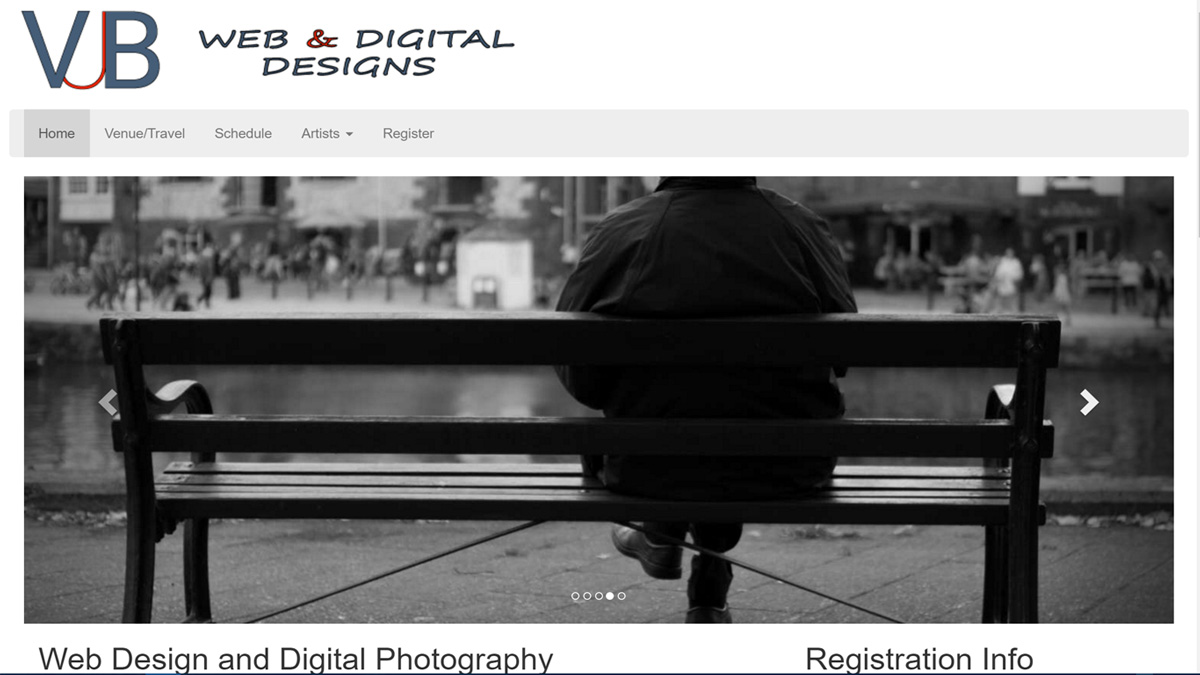 VJB
WEB & DIGITAL
DESIGNS
Home Venue/Travel Schedule Artists Register
Web Design and Digital Photography
Registration Info